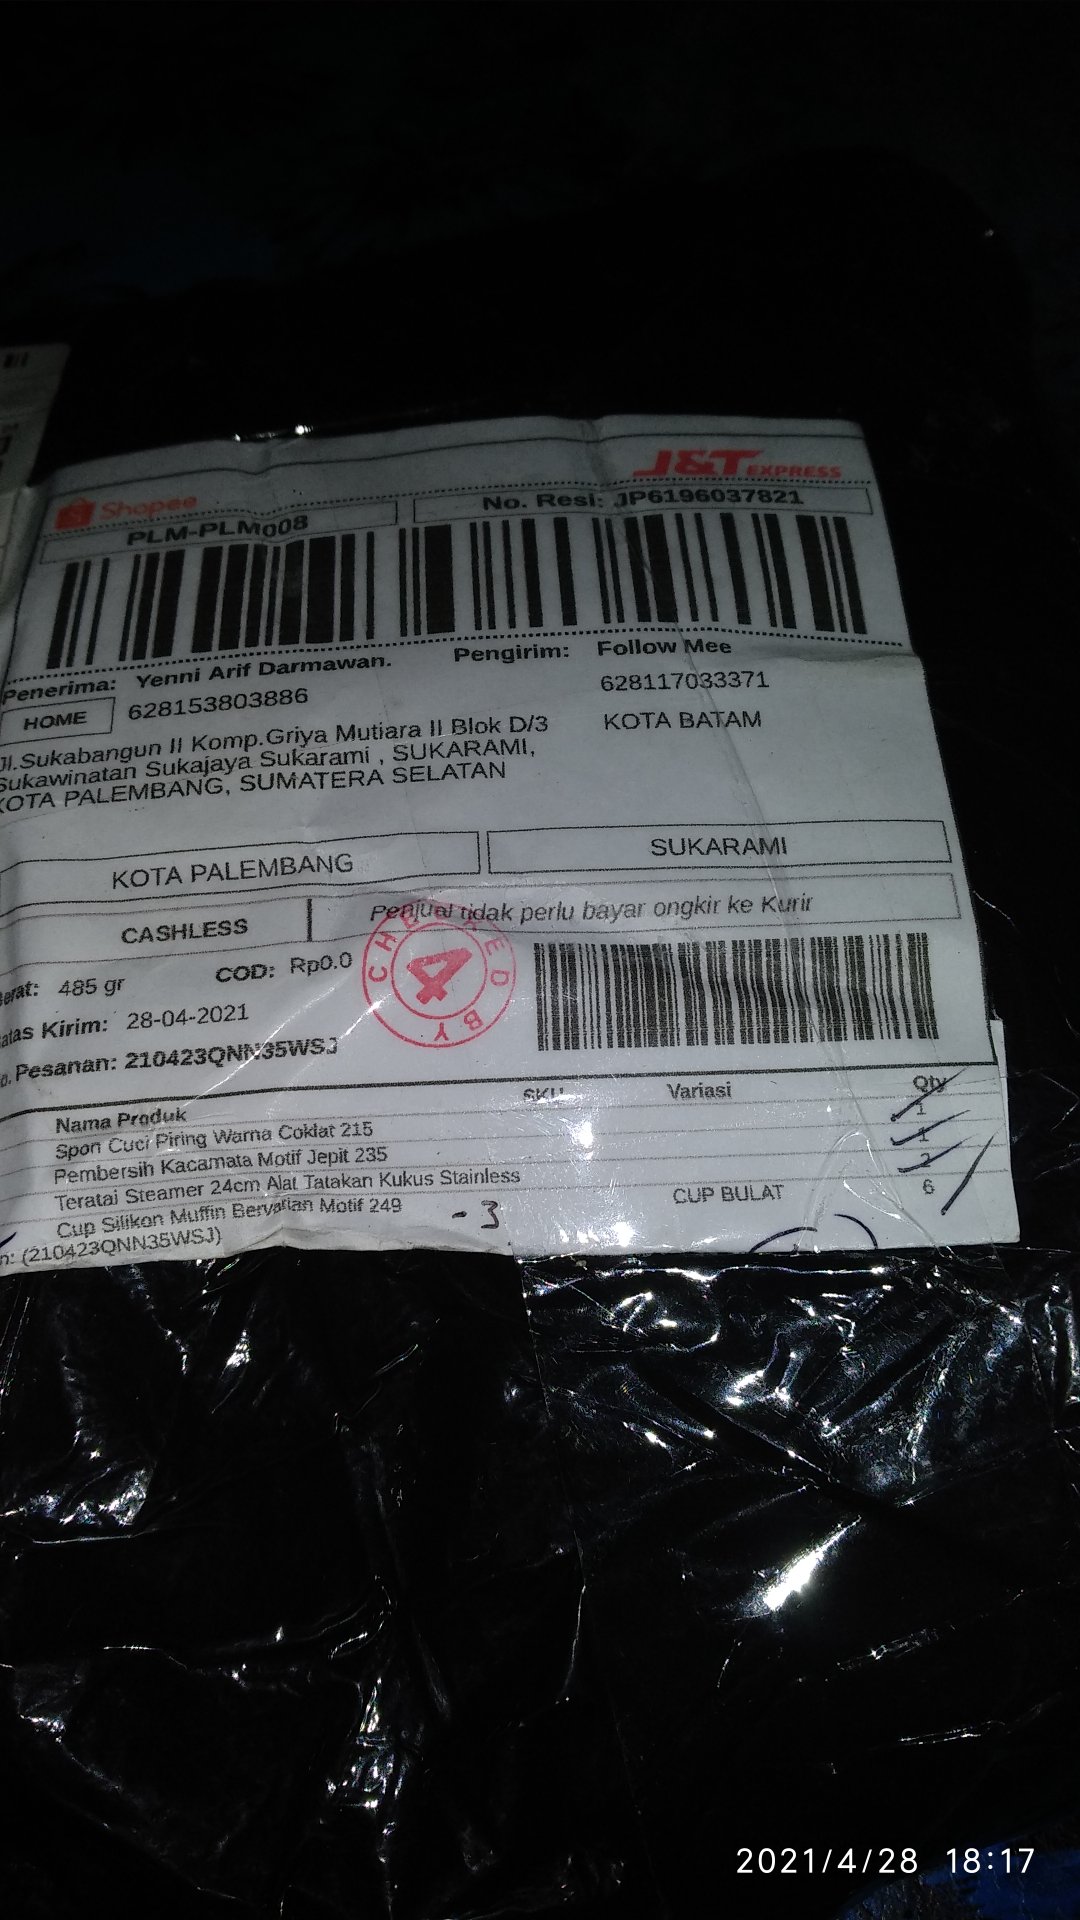 J&T EXPRESS
Shopee
PLM-PLM008
No. Resi: JP6196037821
Penerima: Yenni Arif Darmawan.
Pengirim: Follow Mee
HOME
628153803886
628117033371
Jl.Sukabangun II Komp.Griya Mutiara II Blok D/3
KOTA BATAM
Sukawinatan Sukajaya Sukarami , SUKARAMI,
KOTA PALEMBANG, SUMATERA SELATAN
KOTA PALEMBANG
SUKARAMI
CASHLESS
Penjual tidak perlu bayar ongkir ke Kurir
CHECKED BY
4
erat: 485 gr
COD: Rp0.0
atas Kirim: 28-04-2021
o. Pesanan: 210423QNN35WSJ
Nama Produk SKU Variasi Qty
Spon Cuci Piring Warna Coklat 215 1
Pembersih Kacamata Motif Jepit 235 1
Teratai Steamer 24cm Alat Tatakan Kukus Stainless 2
Cup Silikon Muffin Bervarian Motif 249 - 3 CUP BULAT 6
n: (210423QNN35WSJ)
2021/4/28 18:17